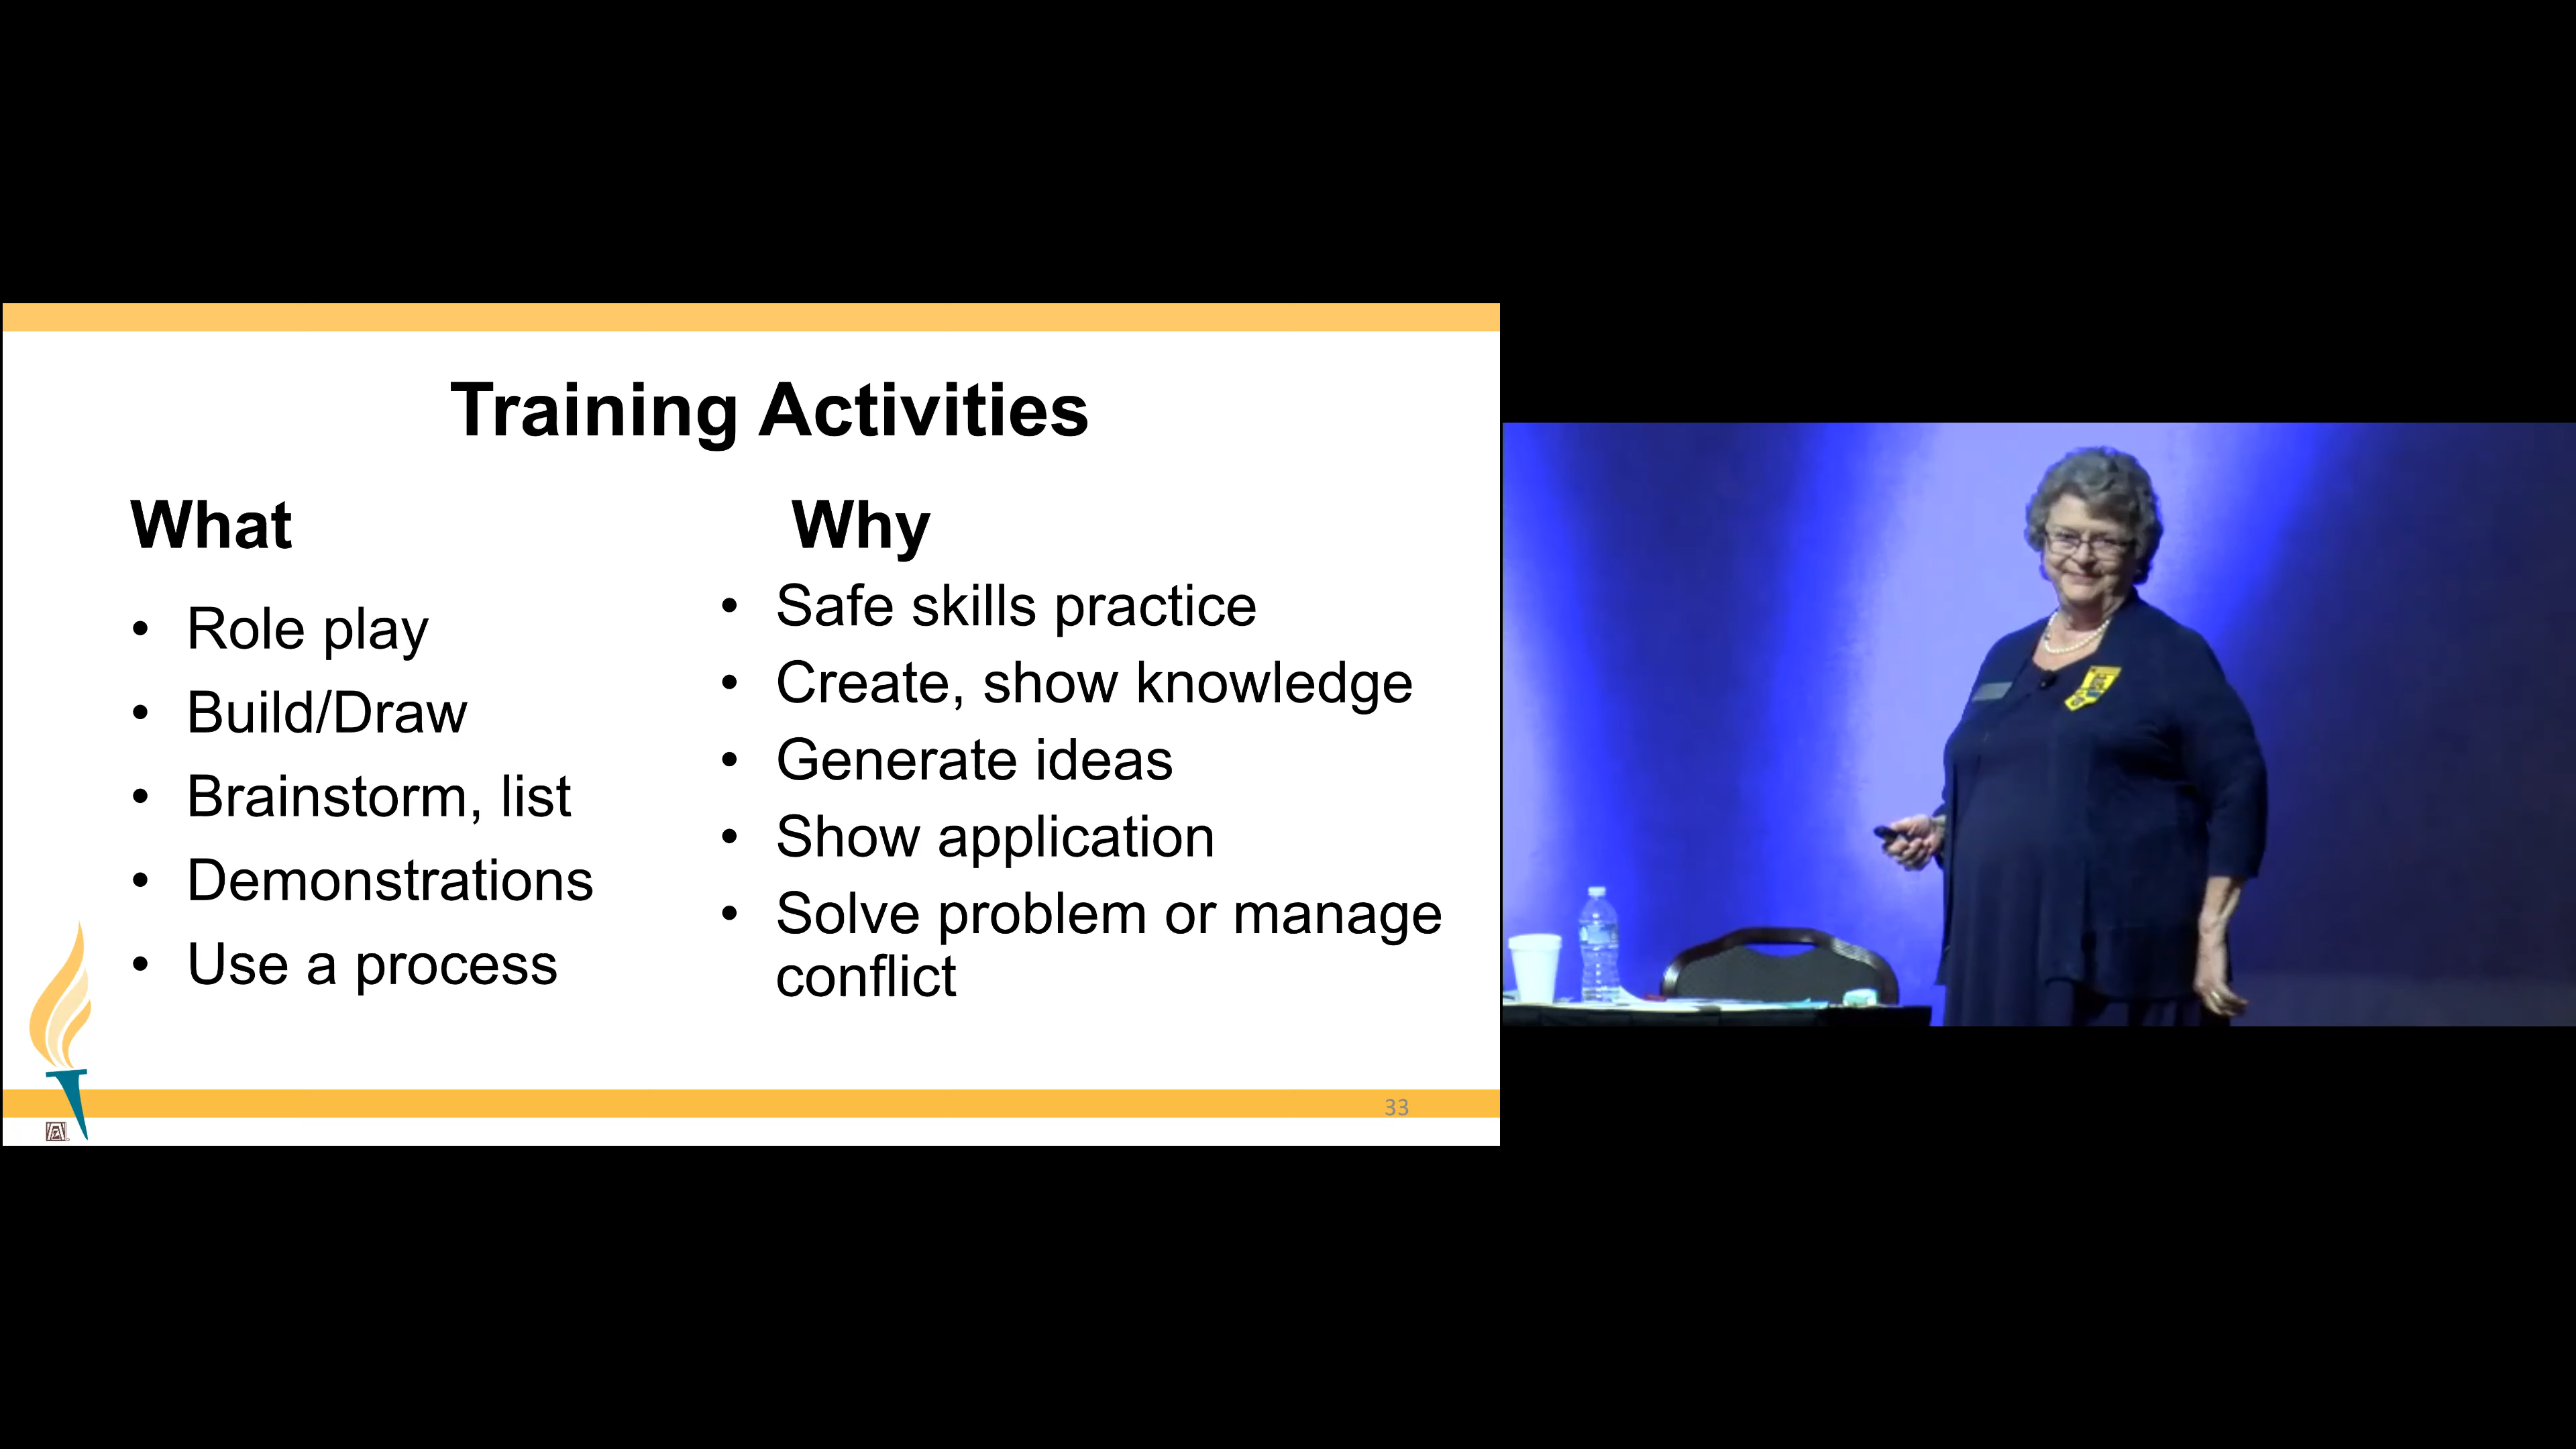 Training Activities
What
• Role play
• Build/Draw
• Brainstorm, list
• Demonstrations
• Use a process
Why
• Safe skills practice
• Create, show knowledge
• Generate ideas
• Show application
• Solve problem or manage
conflict
33